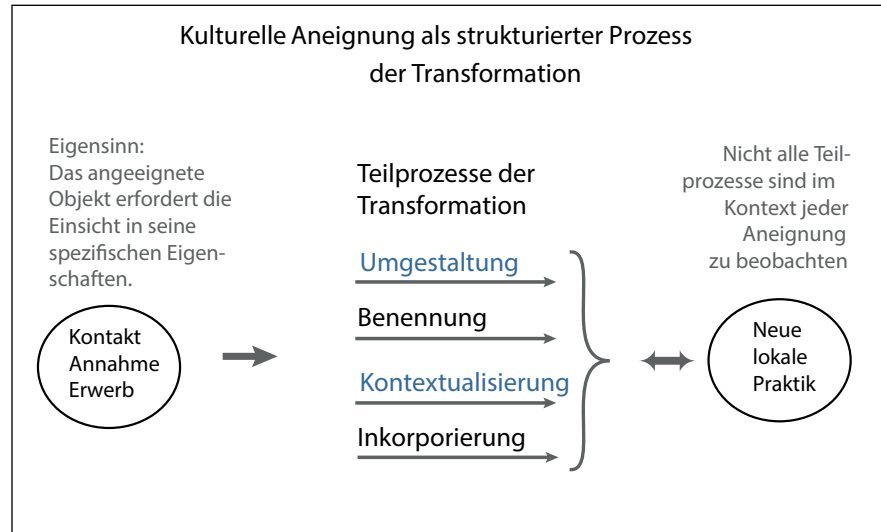 Kulturelle Aneignung als strukturierter Prozess
der Transformation
Eigensinn:
Das angeeignete
Objekt erfordert die
Einsicht in seine
spezifischen Eigen-
schaften.
Kontakt
Annahme
Erwerb
Teilprozesse der
Transformation
Umgestaltung
Benennung
Kontextualisierung
Inkorporierung
Nicht alle Teil-
prozesse sind im
Kontext jeder
Aneignung
zu beobachten
Neue
lokale
Praktik